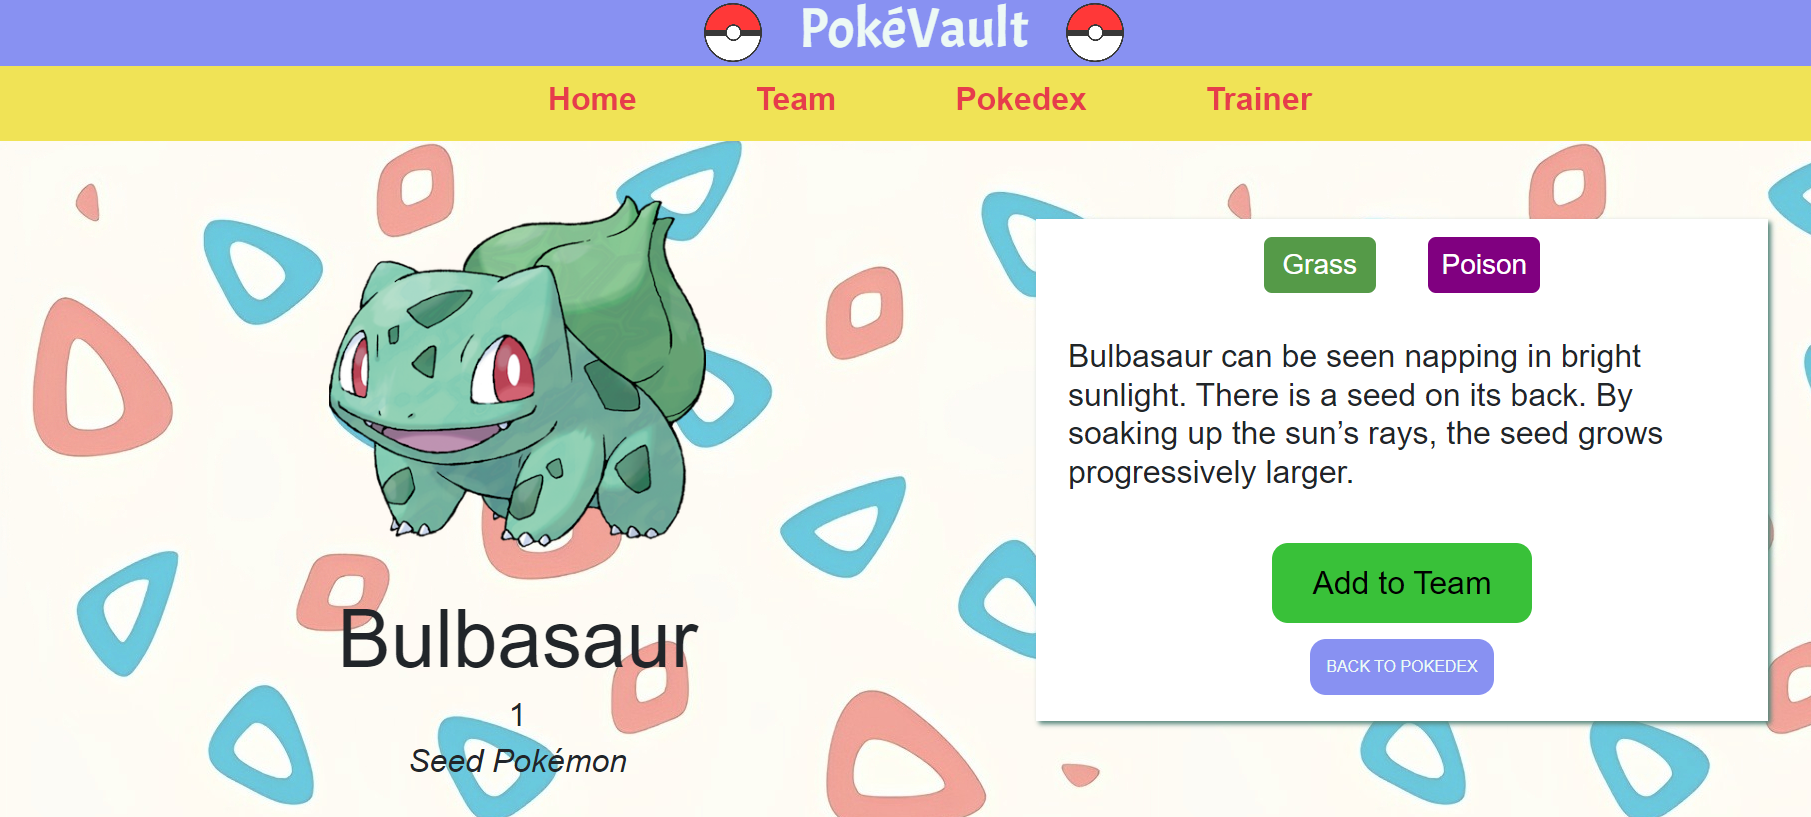 PokéVault
Home Team Pokedex Trainer
Bulbasaur
1
Seed Pokémon
Grass Poison
Bulbasaur can be seen napping in bright
sunlight. There is a seed on its back. By
soaking up the sun’s rays, the seed grows
progressively larger.
Add to Team
BACK TO POKEDEX